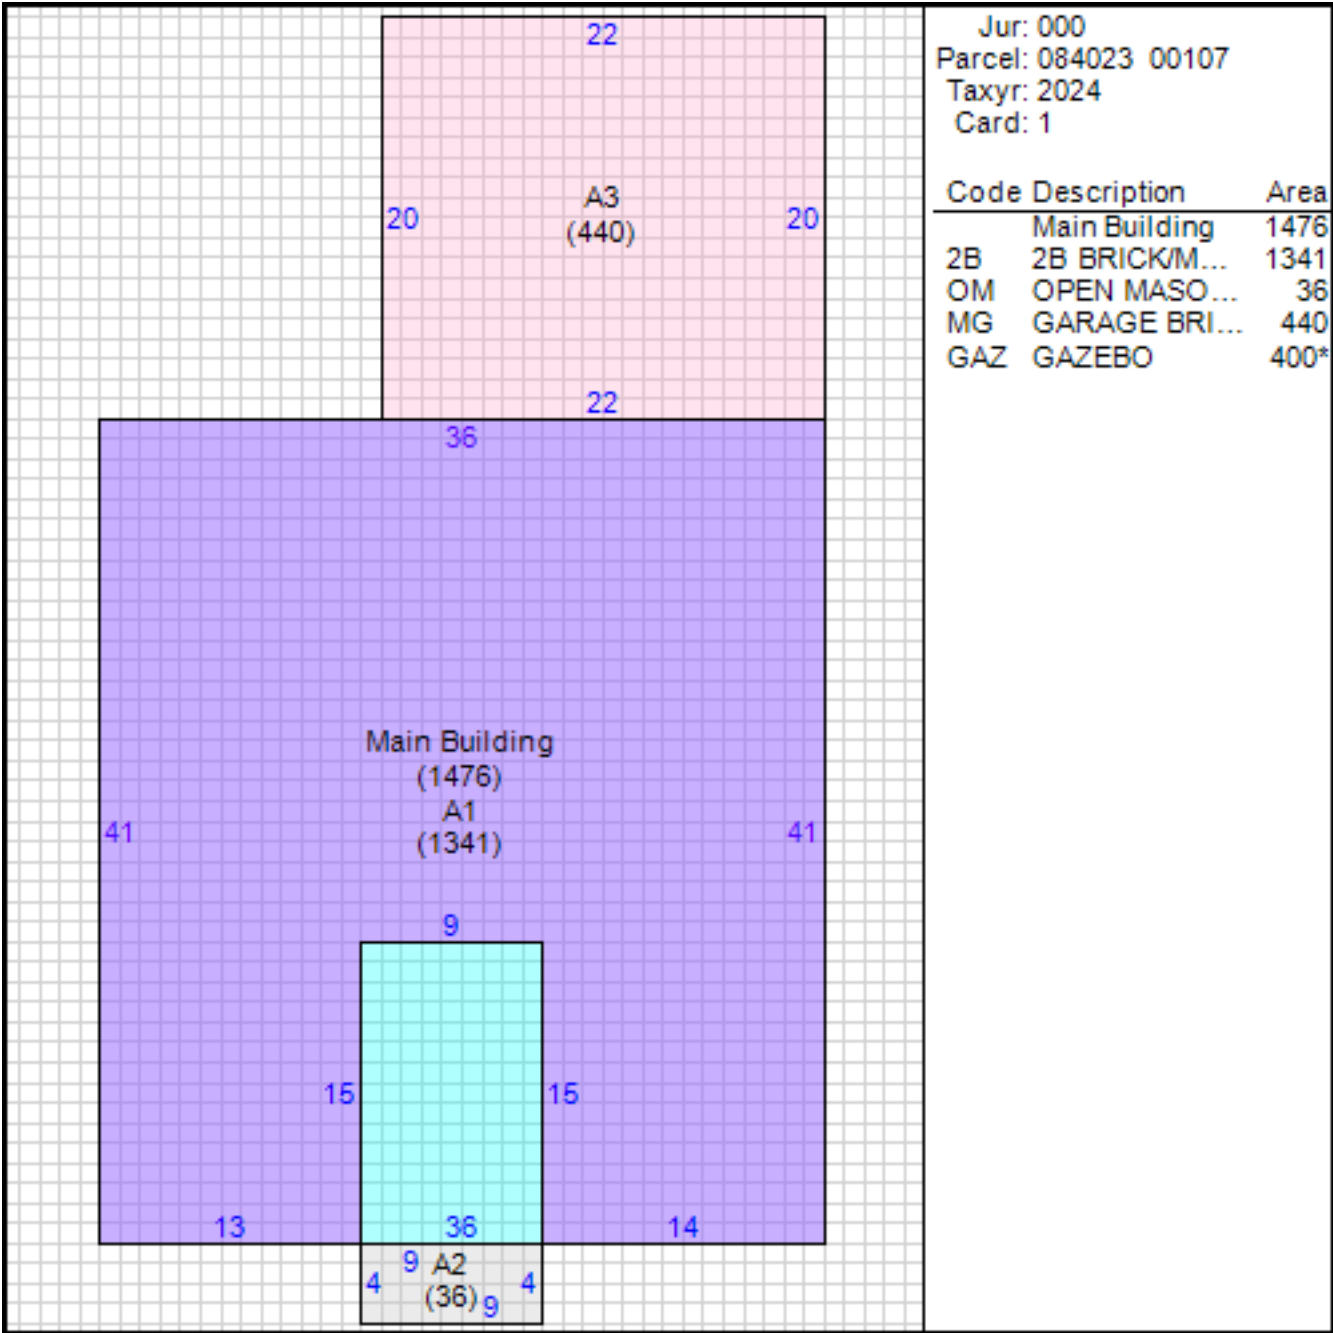 22
A3
20
20
(440)
22
36
Main Building
(1476)
A1
41
41
(1341)
9
15
15
13
36
14
9
A2
4
4
(36)
9
Jur: 000
Parcel: 084023 00107
Taxyr: 2024
Card: 1
Code Description Area
Main Building 1476
2B 2B BRICK/M... 1341
OM OPEN MASO... 36
MG GARAGE BRI... 440
GAZ GAZEBO 400*